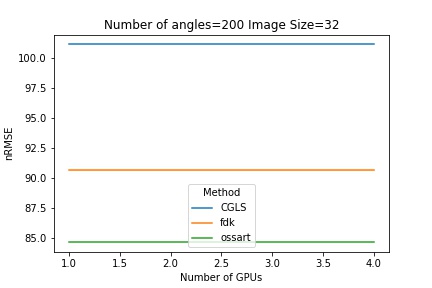 Number of angles=200 Image Size=32
nRMSE
100.0
97.5
95.0
92.5
90.0
87.5
85.0
Method
CGLS
fdk
ossart
1.0 1.5 2.0 2.5 3.0 3.5 4.0
Number of GPUs